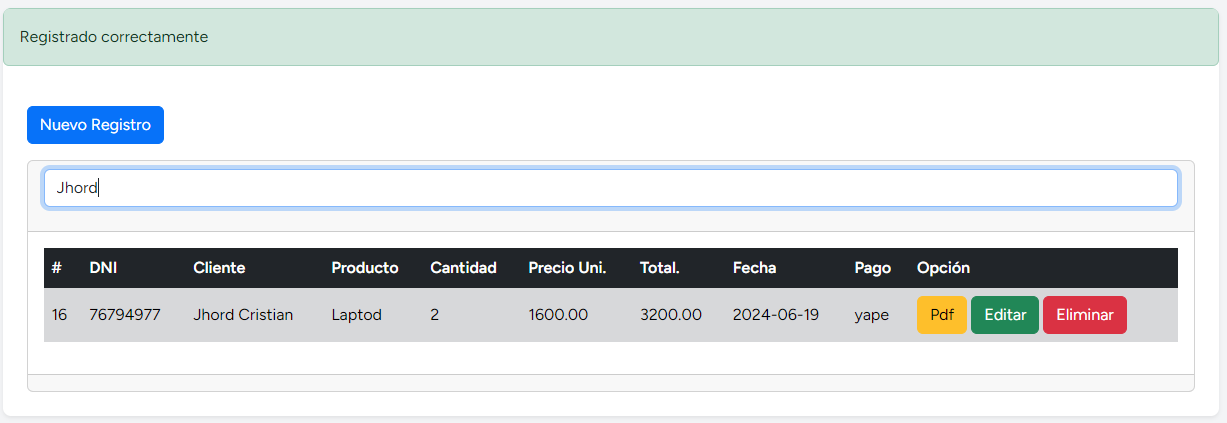 Registrado correctamente
Nuevo Registro
Jhord
# DNI Cliente Producto Cantidad Precio Uni. Total. Fecha Pago Opción
16 76794977 Jhord Cristian Laptod 2 1600.00 3200.00 2024-06-19 yape Pdf Editar Eliminar